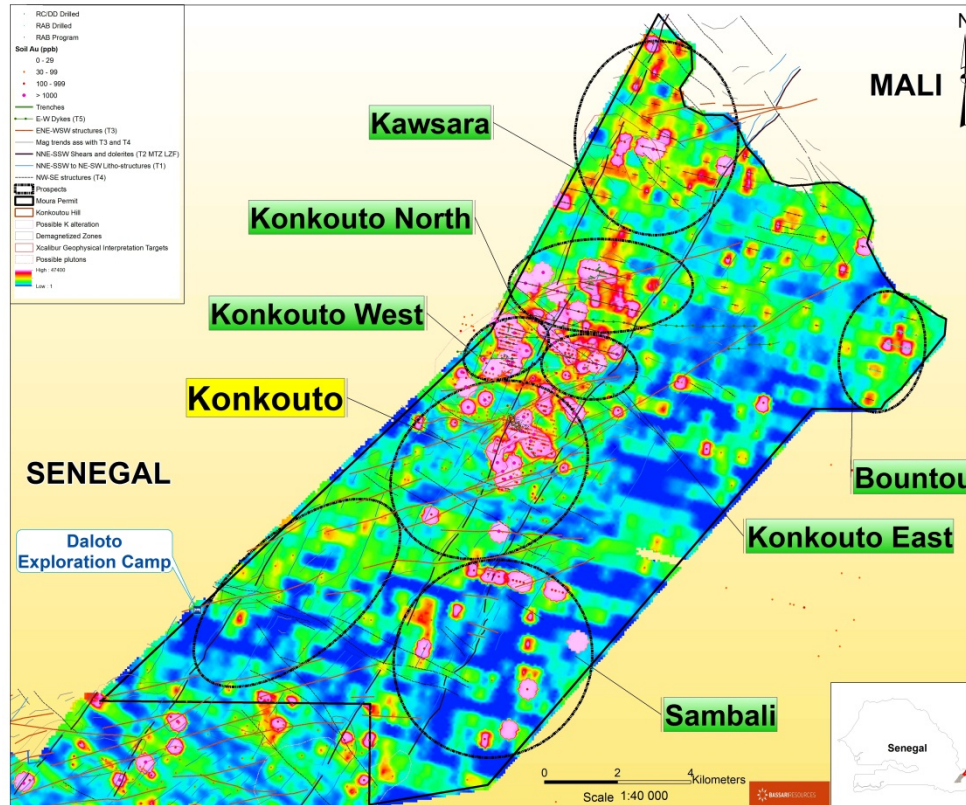 RC/DD Drilled
RAB Drilled
RAB Program
Soil Au (ppb)
0 - 29
30 - 99
100 - 999
> 1000
Trenches
E-W Dykes (T5)
ENE-WSW structures (T3)
Mag trends ass with T3 and T4
NNE-SSW Shears and dolerites (T2 MTZ LZF)
NNE-SSW to NE-SW Litho-structures (T1)
NW-SE structures (T4)
Prospects
Moura Permit
Konkoutou Hill
Possible K alteration
Demagnetized Zones
Xcalibur Geophysical Interpretation Targets
Possible plutons
High : 47400
Low : 1
N
MALI
Kawsara
Konkouto North
Konkouto West
Konkouto
SENEGAL
Bountou
Konkouto East
Daloto
Exploration Camp
Sambali
0 2 4
Kilometers
Scale 1:40 000
BASSARI RESOURCES
Senegal